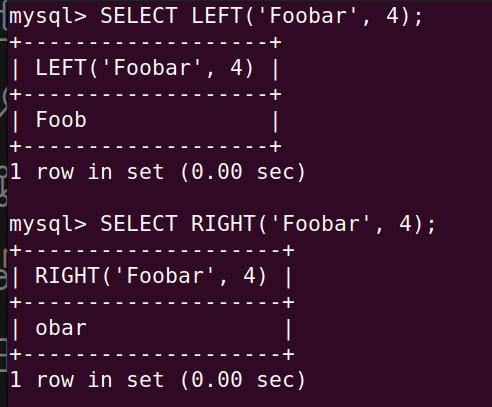 mysql> SELECT LEFT('Foobar', 4);
+-------------------+
| LEFT('Foobar', 4) |
+-------------------+
| Foob              |
+-------------------+
1 row in set (0.00 sec)

mysql> SELECT RIGHT('Foobar', 4);
+--------------------+
| RIGHT('Foobar', 4) |
+--------------------+
| obar               |
+--------------------+
1 row in set (0.00 sec)